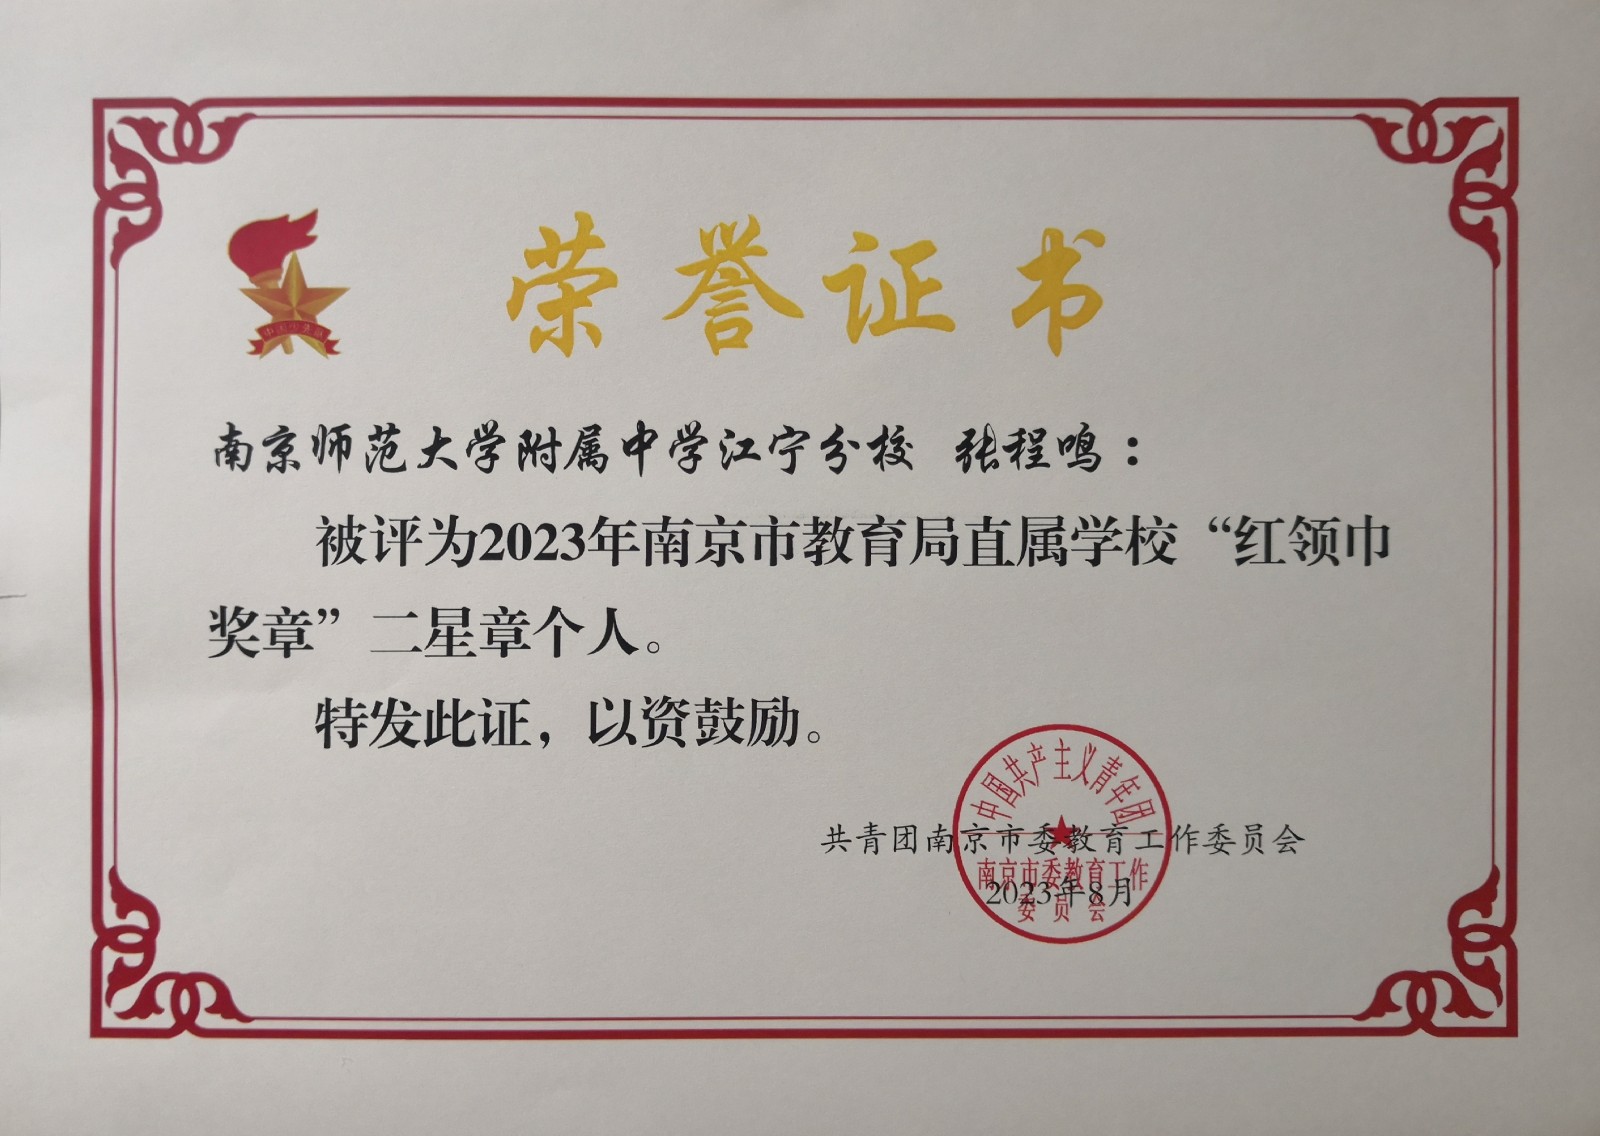 荣誉证书
南京师范大学附属中学江宁分校 张程鸣：
被评为2023年南京市教育局直属学校“红领巾
奖章”二星章个人。
特发此证，以资鼓励。
中国共产主义青年团
共青团南京市委教育工作委员会
南京市委教育工作
2023年8月
委员会